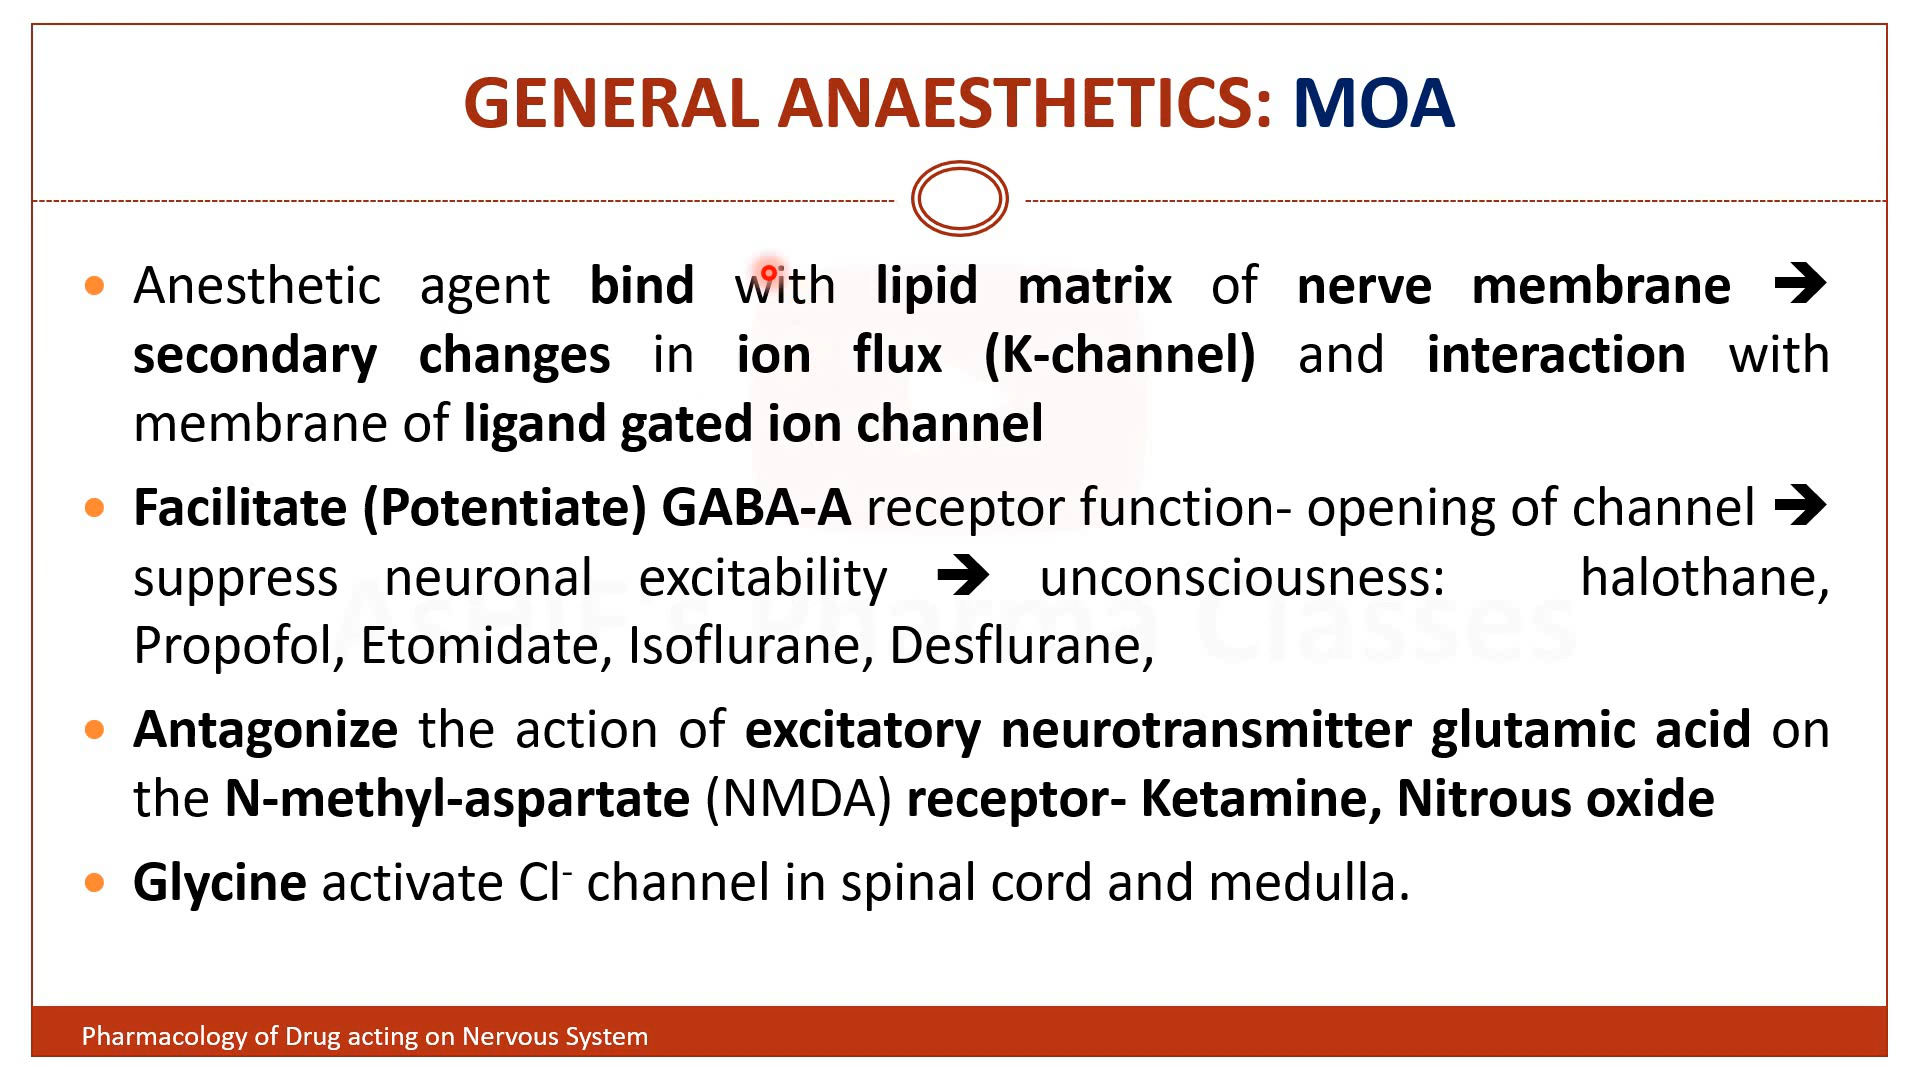 GENERAL ANAESTHETICS: MOA
• Anesthetic agent bind with lipid matrix of nerve membrane ➔
secondary changes in ion flux (K-channel) and interaction with
membrane of ligand gated ion channel
• Facilitate (Potentiate) GABA-A receptor function- opening of channel ➔
suppress neuronal excitability ➔ unconsciousness: halothane,
Propofol, Etomidate, Isoflurane, Desflurane,
• Antagonize the action of excitatory neurotransmitter glutamic acid on
the N-methyl-aspartate (NMDA) receptor- Ketamine, Nitrous oxide
• Glycine activate Cl⁻ channel in spinal cord and medulla.
Pharma Classes
Pharmacology of Drug acting on Nervous System